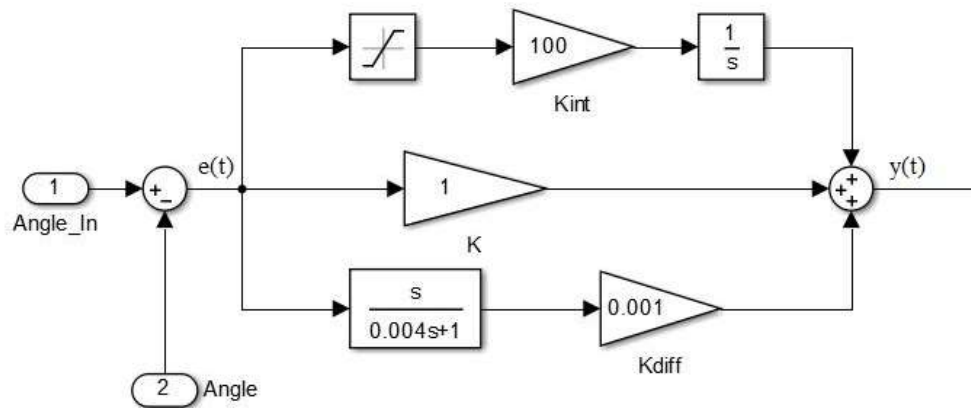 100
1
s
Kint
e(t)
y(t)
1
+
−
1
+
+
+
Angle_In
K
s
0.004s+1
0.001
Kdiff
2
Angle